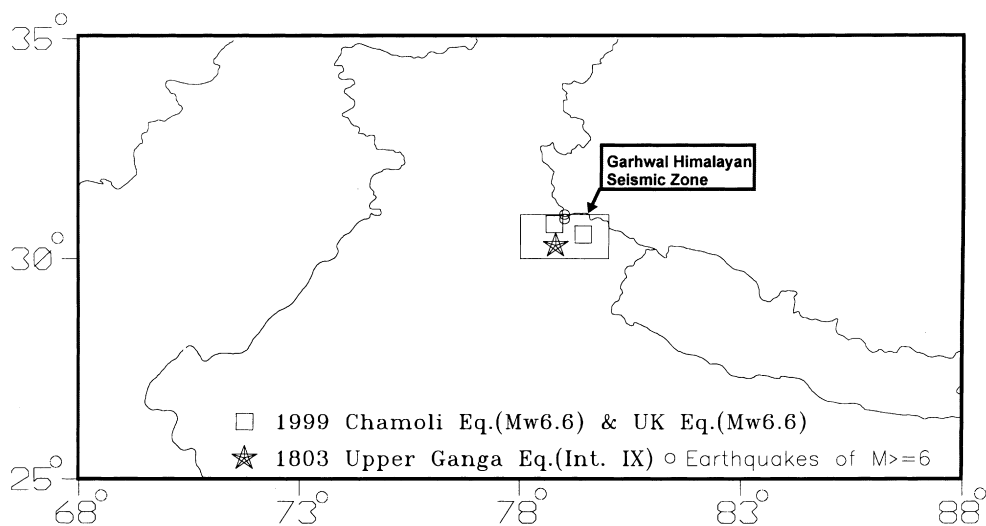 35°
Garhwal Himalayan
Seismic Zone
30°
1999 Chamoli Eq.(Mw6.6) & UK Eq.(Mw6.6)
1803 Upper Ganga Eq.(Int. IX) Earthquakes of M>=6
25°
68° 73° 78° 83° 88°